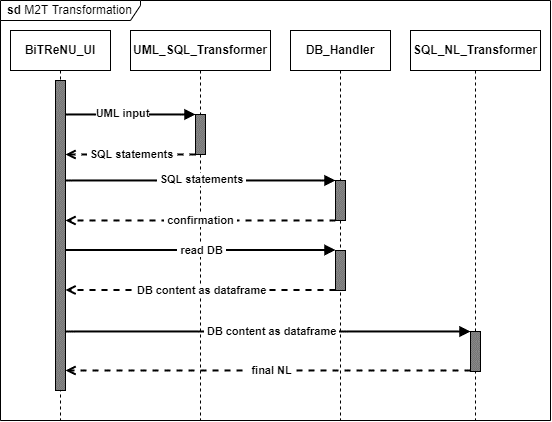 sd M2T Transformation
BiTReNU_UI
UML_SQL_Transformer
DB_Handler
SQL_NL_Transformer
UML input
SQL statements
SQL statements
confirmation
read DB
DB content as dataframe
DB content as dataframe
final NL